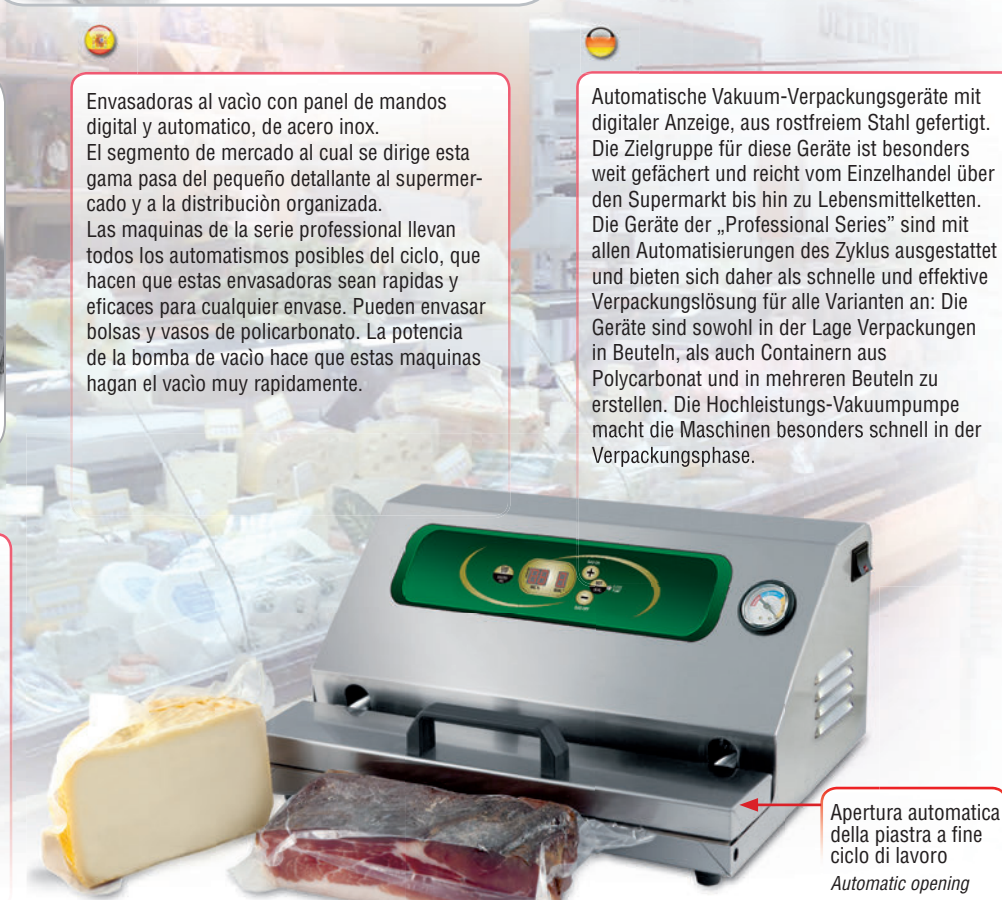 Envasadoras al vacìo con panel de mandos
digital y automatico, de acero inox.
El segmento de mercado al cual se dirige esta
gama pasa del pequeño detallante al supermer-
cado y a la distribuciòn organizada.
Las maquinas de la serie professional llevan
todos los automatismos posibles del ciclo, que
hacen que estas envasadoras sean rapidas y
eficaces para cualquier envase. Pueden envasar
bolsas y vasos de policarbonato. La potencia
de la bomba de vacìo hace que estas maquinas
hagan el vacìo muy rapidamente.
Automatische Vakuum-Verpackungsgeräte mit
digitaler Anzeige, aus rostfreiem Stahl gefertigt.
Die Zielgruppe für diese Geräte ist besonders
weit gefächert und reicht vom Einzelhandel über
den Supermarkt bis hin zu Lebensmittelketten.
Die Geräte der „Professional Series” sind mit
allen Automatisierungen des Zyklus ausgestattet
und bieten sich daher als schnelle und effektive
Verpackungslösung für alle Varianten an: Die
Geräte sind sowohl in der Lage Verpackungen
in Beuteln, als auch Containern aus
Polycarbonat und in mehreren Beuteln zu
erstellen. Die Hochleistungs-Vakuumpumpe
macht die Maschinen besonders schnell in der
Verpackungsphase.
Apertura automatica
della piastra a fine
ciclo di lavoro
Automatic opening